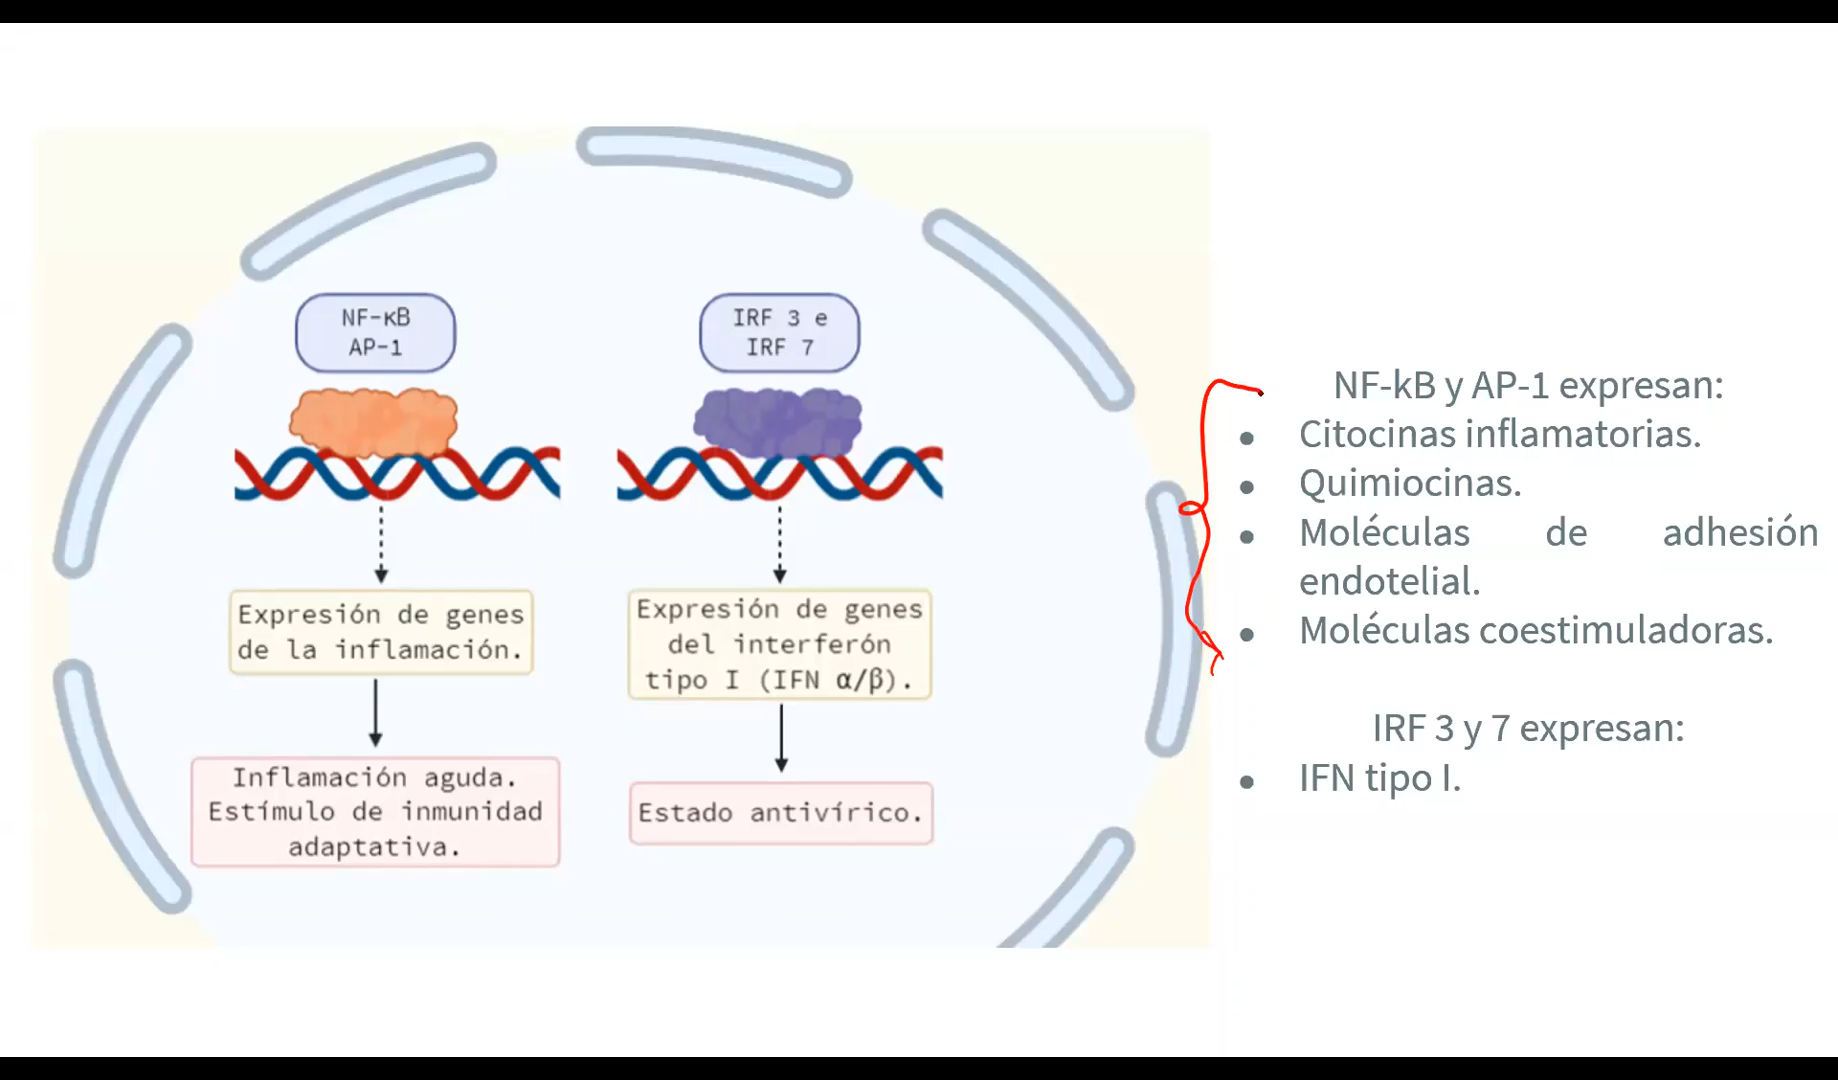 NF-κB
AP-1
Expresión de genes
de la inflamación.
Inflamación aguda.
Estímulo de inmunidad
adaptativa.
IRF 3 e
IRF 7
Expresión de genes
del interferón
tipo I (IFN α/β).
Estado antivírico.
NF-kB y AP-1 expresan:
● Citocinas inflamatorias.
● Quimiocinas.
● Moléculas de adhesión
endotelial.
● Moléculas coestimuladoras.
IRF 3 y 7 expresan:
● IFN tipo I.